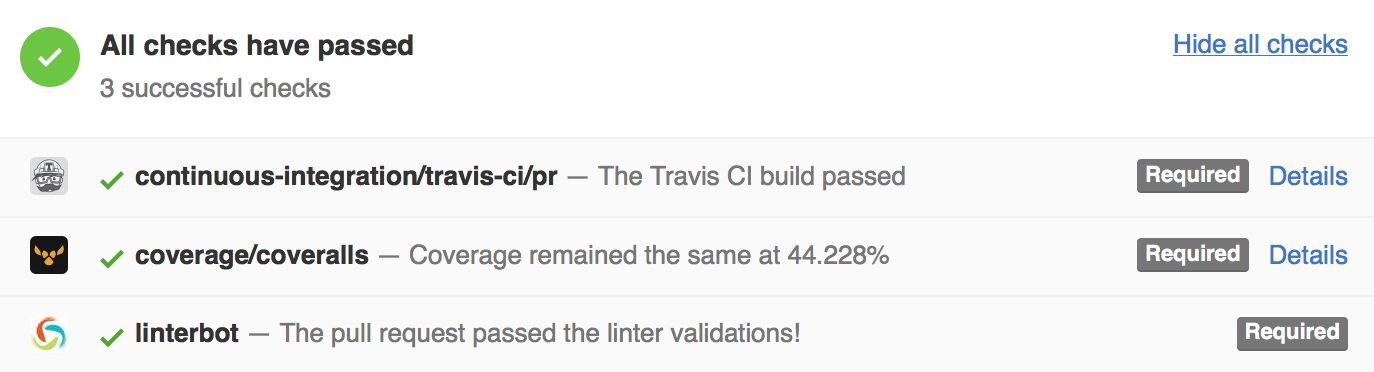 All checks have passed
Hide all checks
3 successful checks
continuous-integration/travis-ci/pr — The Travis CI build passed Required Details
coverage/coveralls — Coverage remained the same at 44.228% Required Details
linterbot — The pull request passed the linter validations! Required